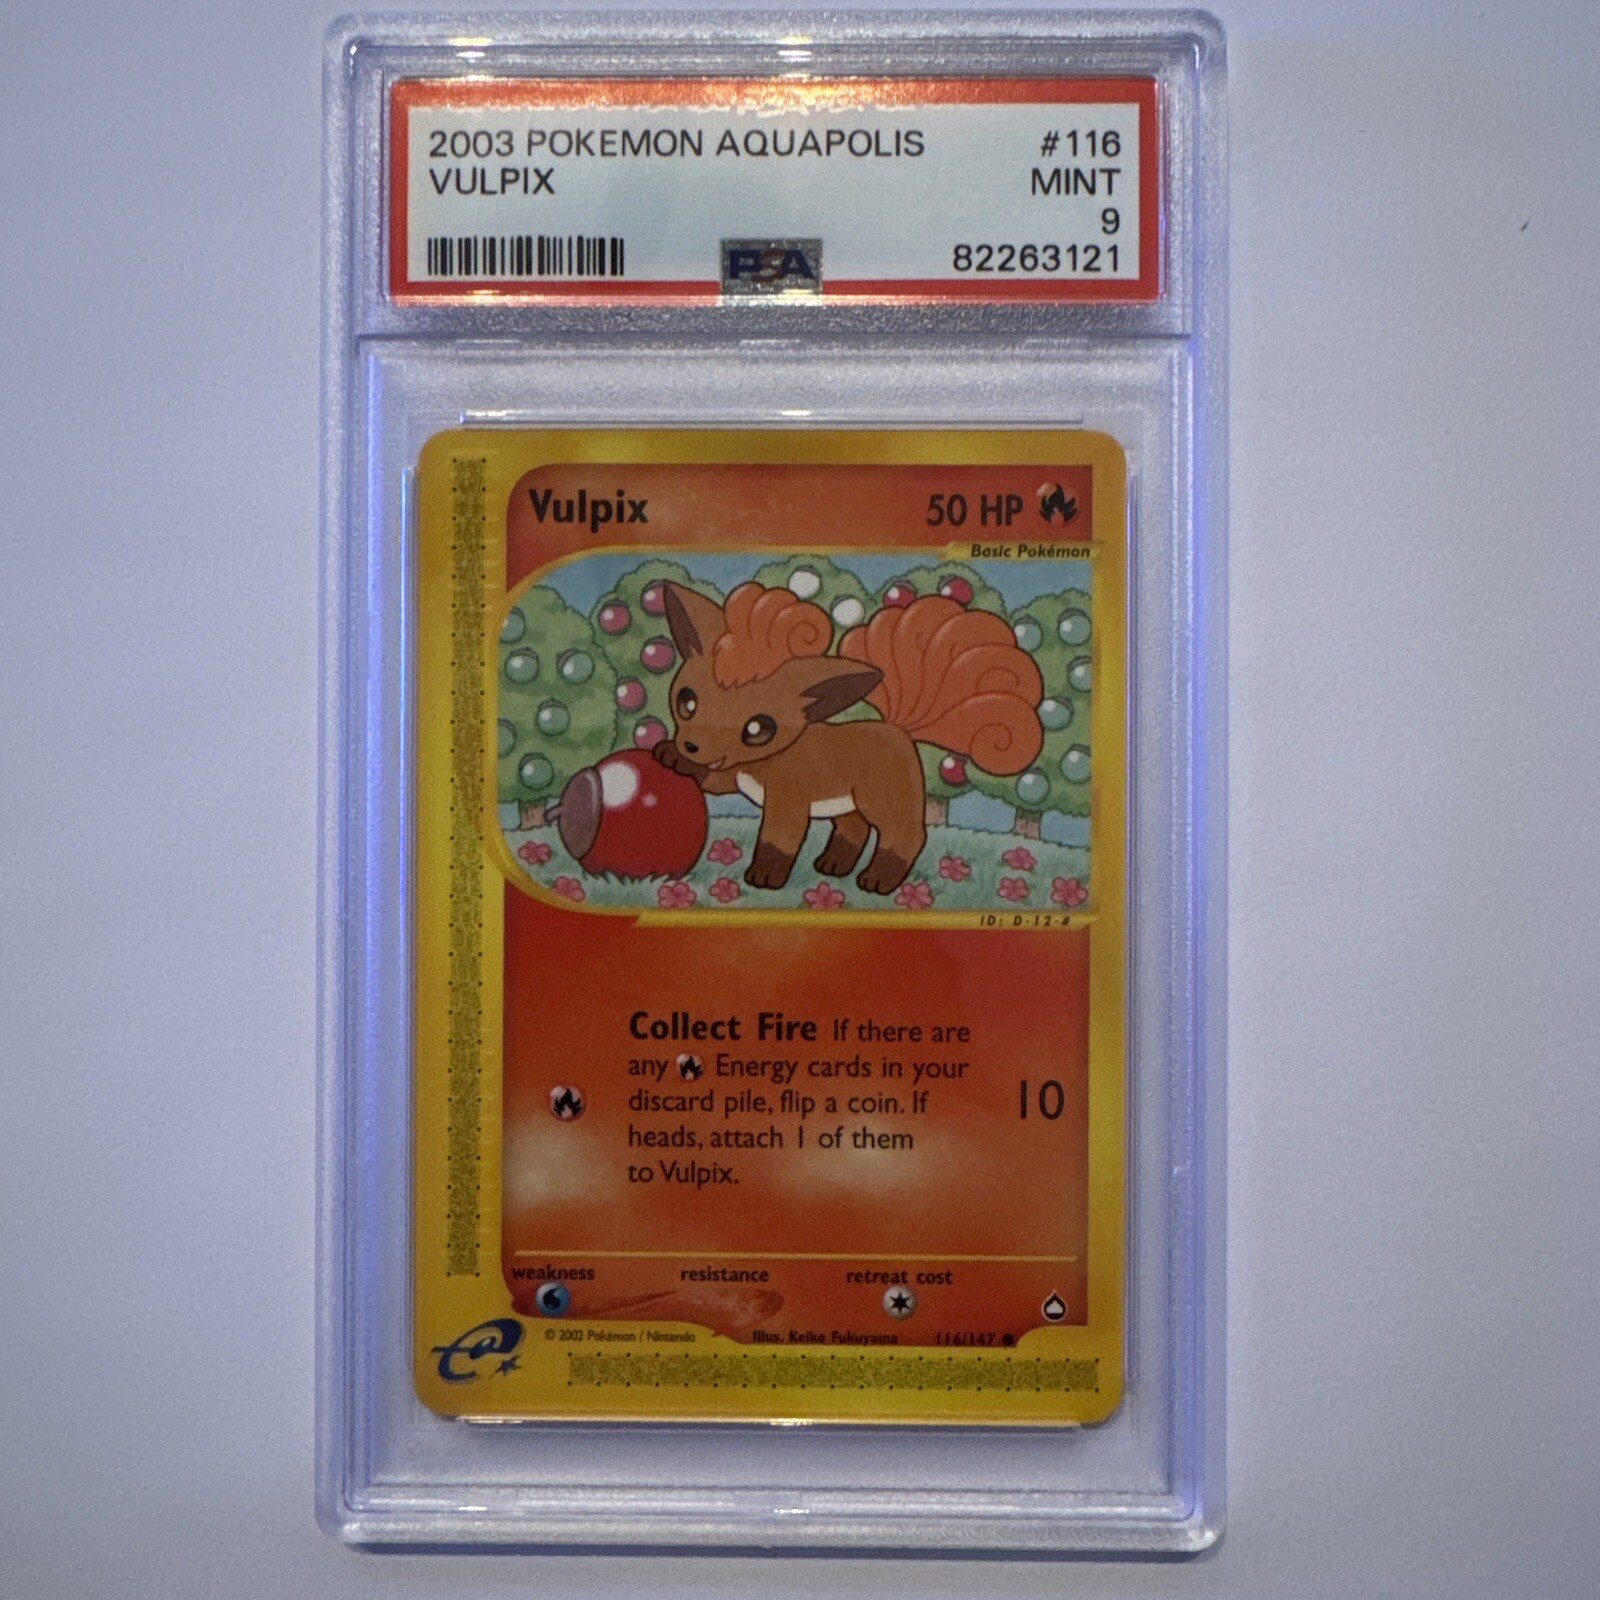 2003 POKEMON AQUAPOLIS #116
VULPIX MINT
9
PSA 82263121
Vulpix 50 HP
Basic Pokémon
ID: D-12-#
Collect Fire If there are
any Energy cards in your
discard pile, flip a coin. If
heads, attach 1 of them
to Vulpix.
10
weakness resistance retreat cost
© 2002 Pokémon / Nintendo Illus. Keiko Fukuyama 116/147
e